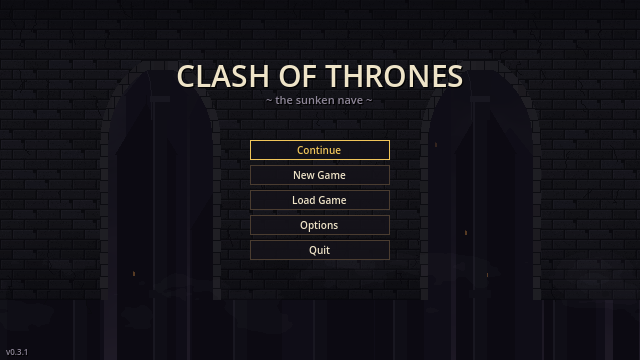 CLASH OF THRONES
~ the sunken nave ~
Continue
New Game
Load Game
Options
Quit
v0.3.1